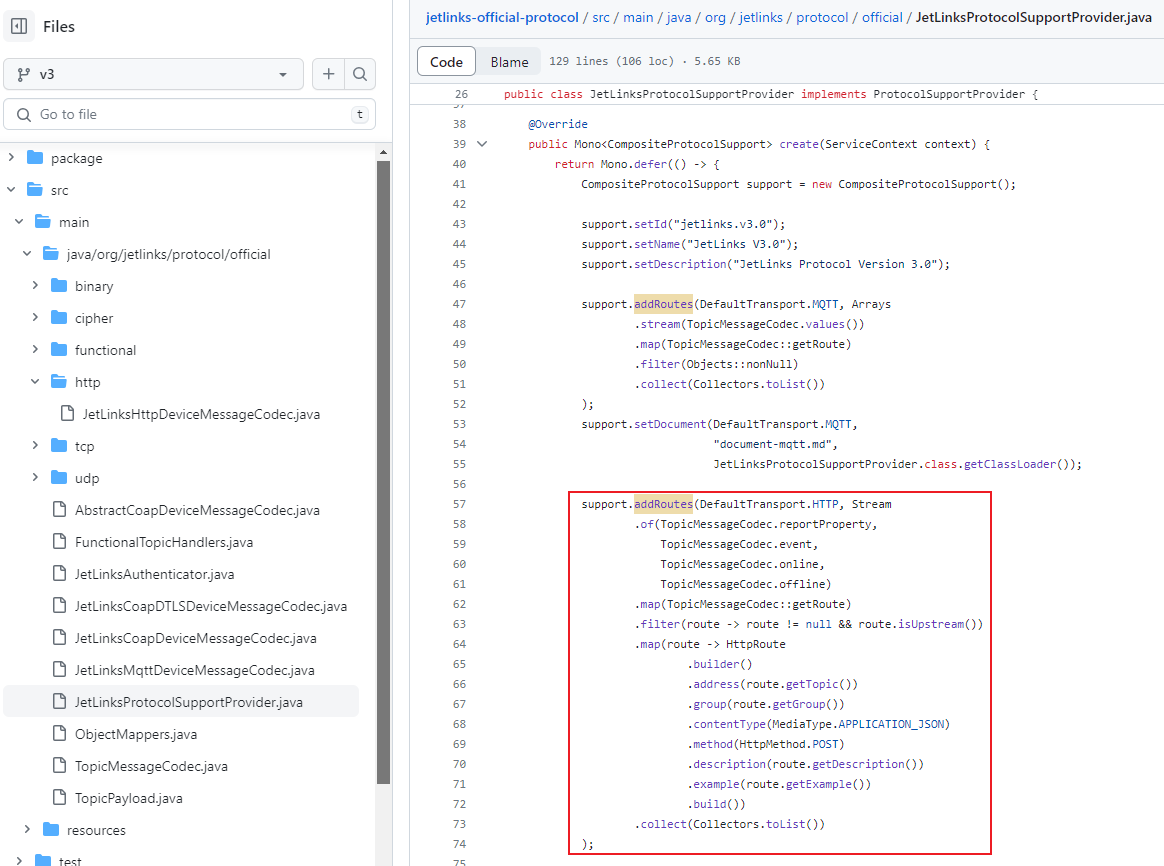 Files
v3
Go to file
t
package
src
main
java/org/jetlinks/protocol/official
binary
cipher
functional
http
JetLinksHttpDeviceMessageCodec.java
tcp
udp
AbstractCoapDeviceMessageCodec.java
FunctionalTopicHandlers.java
JetLinksAuthenticator.java
JetLinksCoapDTLSDeviceMessageCodec.java
JetLinksCoapDeviceMessageCodec.java
JetLinksMqttDeviceMessageCodec.java
JetLinksProtocolSupportProvider.java
ObjectMappers.java
TopicMessageCodec.java
TopicPayload.java
resources
test
jetlinks-official-protocol / src / main / java / org / jetlinks / protocol / official / JetLinksProtocolSupportProvider.java
Code Blame 129 lines (106 loc) · 5.65 KB
26 public class JetLinksProtocolSupportProvider implements ProtocolSupportProvider {
37
38 @Override
39 public Mono<CompositeProtocolSupport> create(ServiceContext context) {
40 return Mono.defer(() -> {
41 CompositeProtocolSupport support = new CompositeProtocolSupport();
42
43 support.setId("jetlinks.v3.0");
44 support.setName("JetLinks V3.0");
45 support.setDescription("JetLinks Protocol Version 3.0");
46
47 support.addRoutes(DefaultTransport.MQTT, Arrays
48 .stream(TopicMessageCodec.values())
49 .map(TopicMessageCodec::getRoute)
50 .filter(Objects::nonNull)
51 .collect(Collectors.toList())
52 );
53 support.setDocument(DefaultTransport.MQTT,
54 "document-mqtt.md",
55 JetLinksProtocolSupportProvider.class.getClassLoader());
56
57 support.addRoutes(DefaultTransport.HTTP, Stream
58 .of(TopicMessageCodec.reportProperty,
59 TopicMessageCodec.event,
60 TopicMessageCodec.online,
61 TopicMessageCodec.offline)
62 .map(TopicMessageCodec::getRoute)
63 .filter(route -> route != null && route.isUpstream())
64 .map(route -> HttpRoute
65 .builder()
66 .address(route.getTopic())
67 .group(route.getGroup())
68 .contentType(MediaType.APPLICATION_JSON)
69 .method(HttpMethod.POST)
70 .description(route.getDescription())
71 .example(route.getExample())
72 .build())
73 .collect(Collectors.toList())
74 );
75